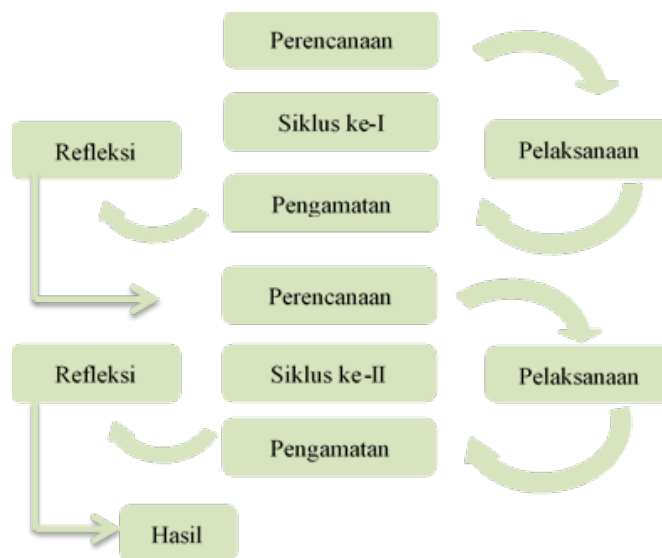 Perencanaan
Siklus ke-I
Refleksi
Pelaksanaan
Pengamatan
Perencanaan
Refleksi
Siklus ke-II
Pelaksanaan
Pengamatan
Hasil